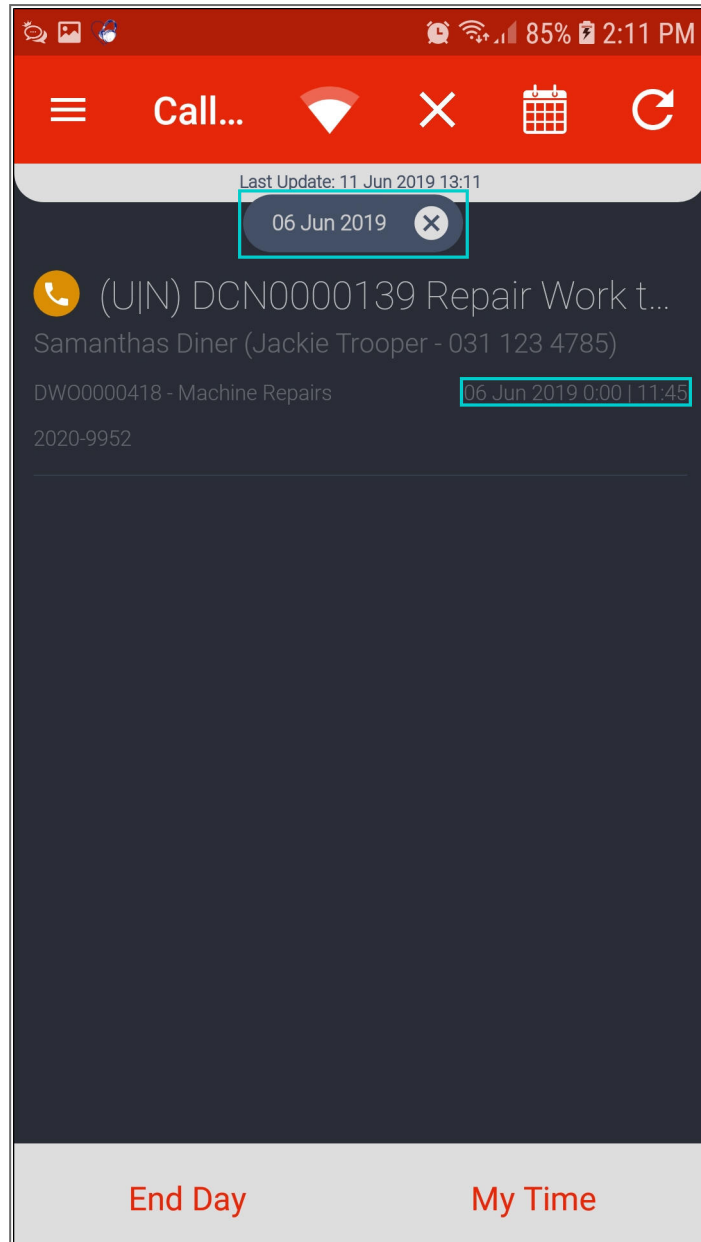 85% 2:11 PM
Call...
Last Update: 11 Jun 2019 13:11
06 Jun 2019
(U|N) DCN0000139 Repair Work t...
Samanthas Diner (Jackie Trooper - 031 123 4785)
DWO0000418 - Machine Repairs 06 Jun 2019 0:00 | 11:45
2020-9952
End Day My Time